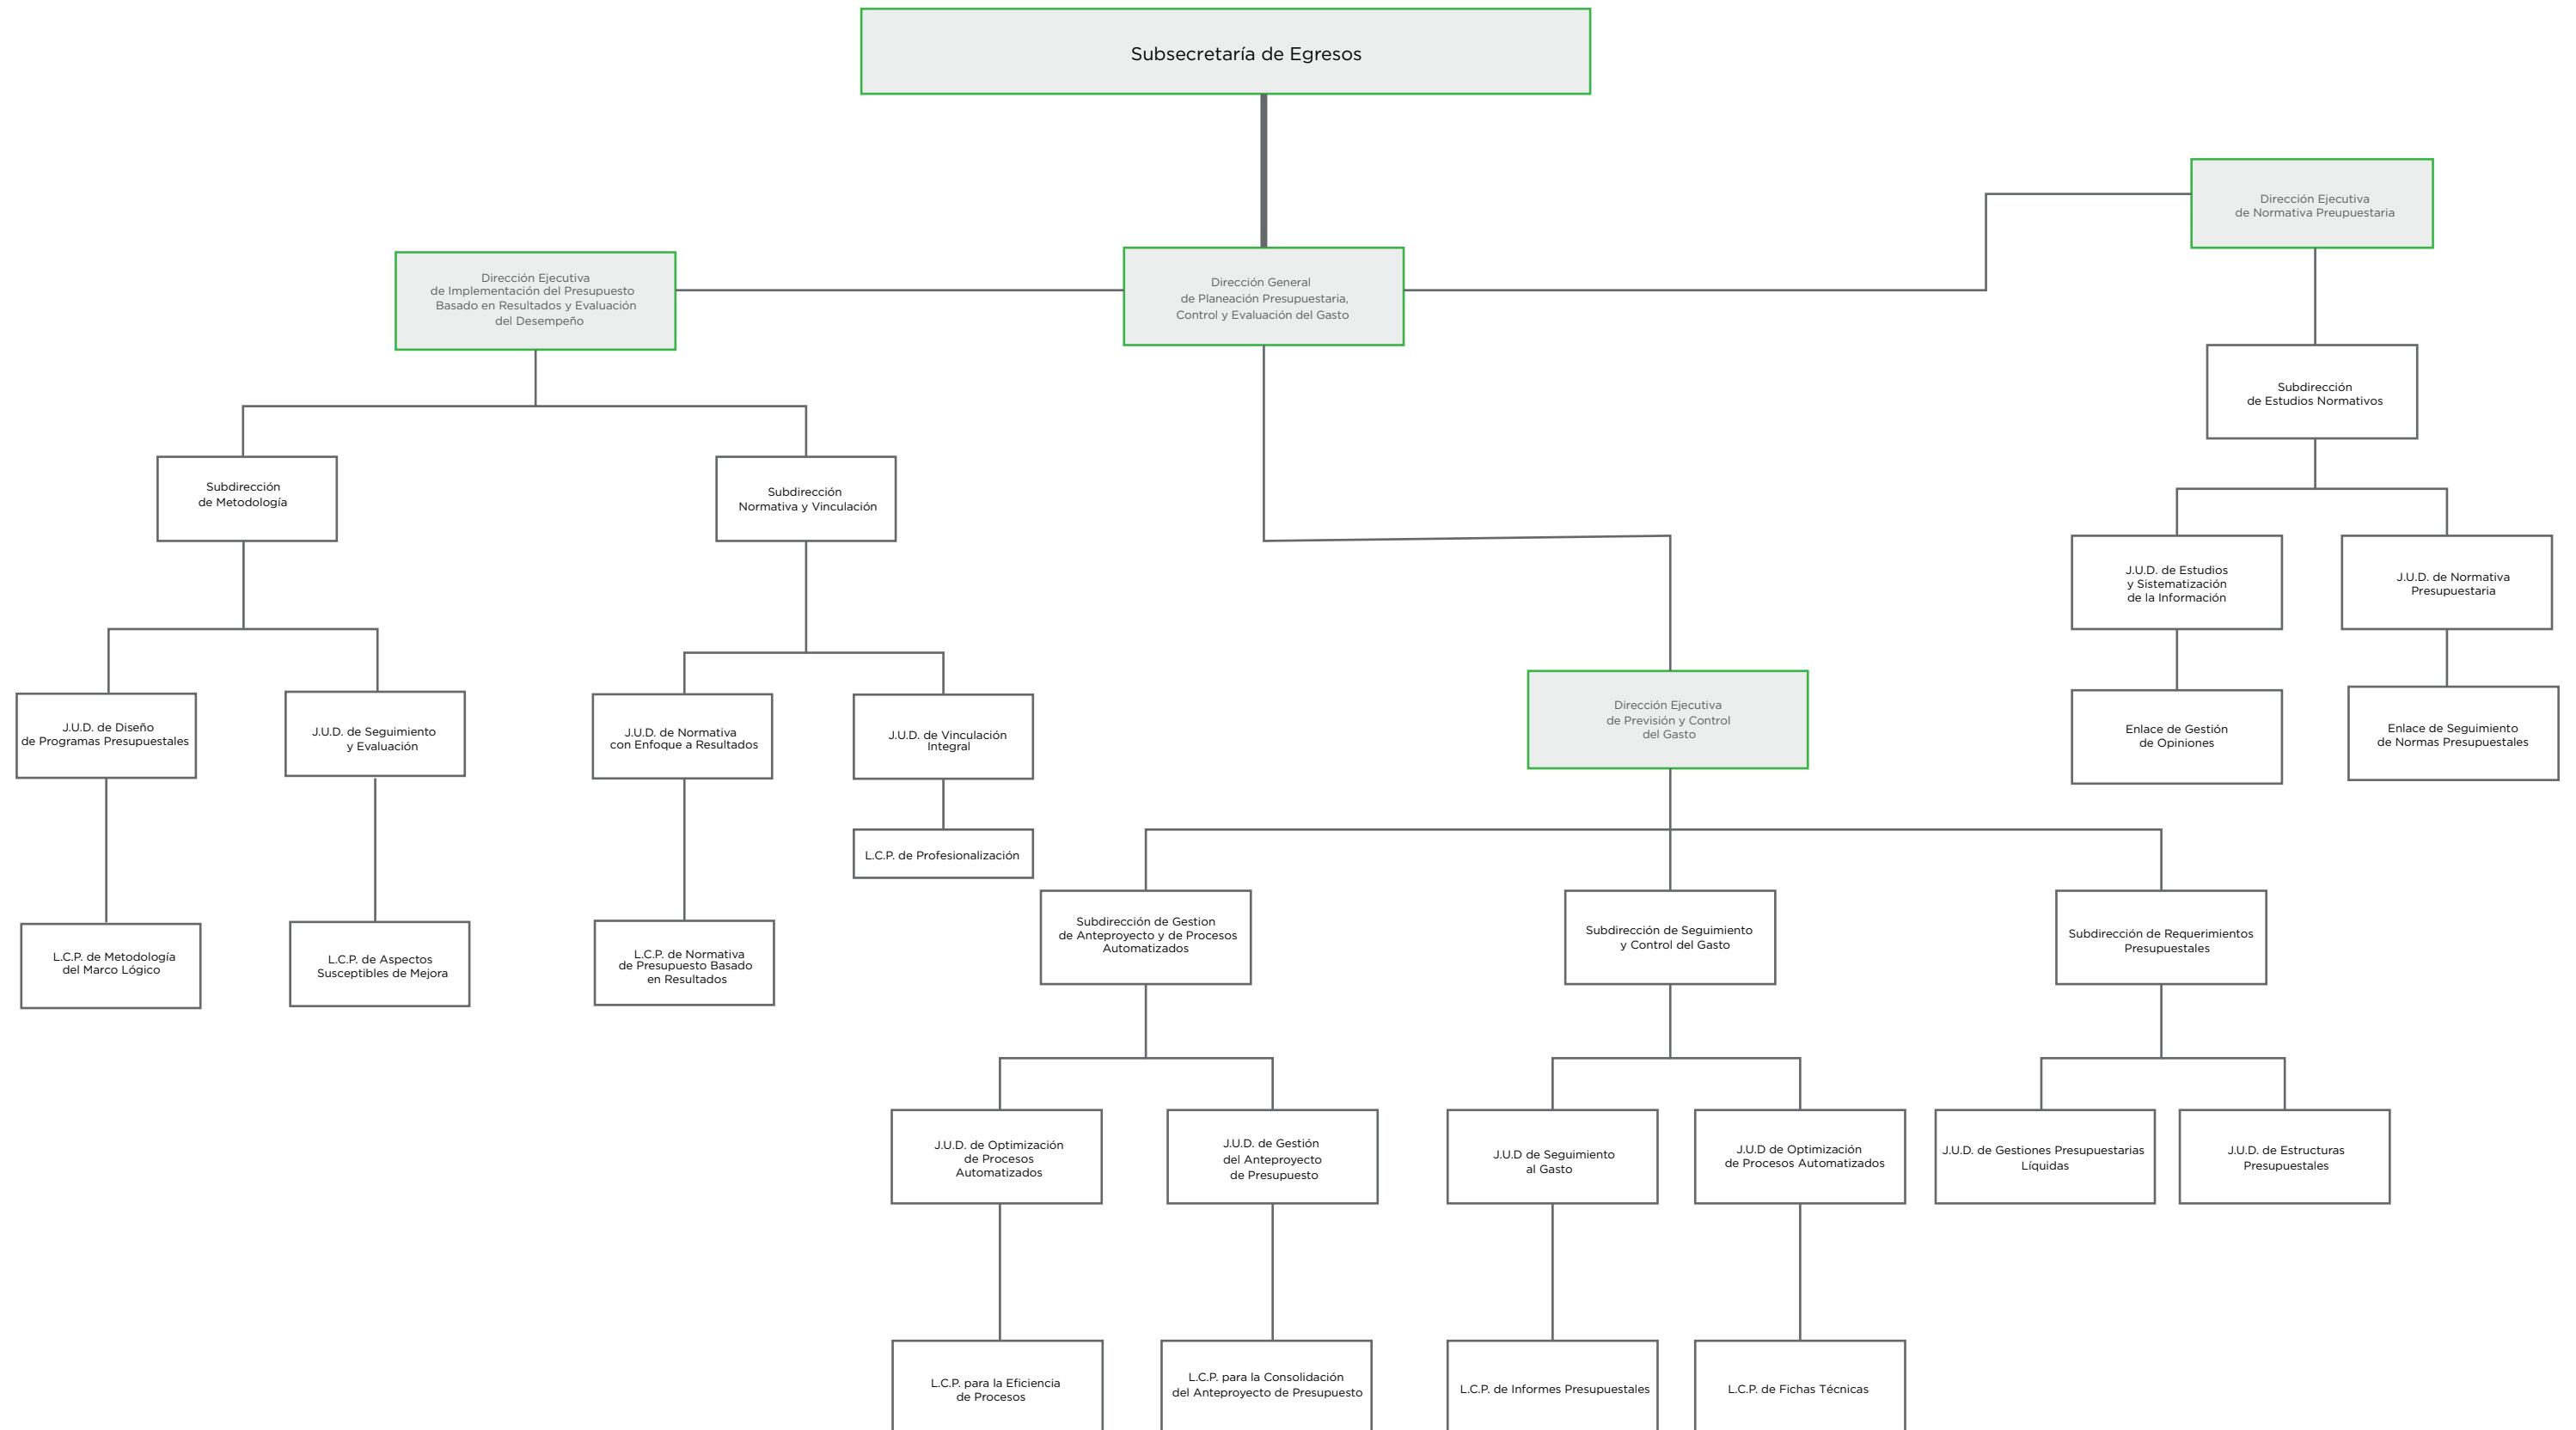 Subsecretaría de Egresos
Dirección Ejecutiva
de Normativa Prepuestaria
Dirección Ejecutiva
de Implementación del Presupuesto
Basado en Resultados y Evaluación
del Desempeño
Dirección General
de Planeación Presupuestaria,
Control y Evaluación del Gasto
Subdirección
de Estudios Normativos
Subdirección
de Metodología
Subdirección
Normativa y Vinculación
J.U.D. de Estudios
y Sistematización
de la Información
J.U.D. de Normativa
Presupuestaria
J.U.D. de Diseño
de Programas Presupuestales
J.U.D. de Seguimiento
y Evaluación
J.U.D. de Normativa
con Enfoque a Resultados
J.U.D. de Vinculación
Integral
Dirección Ejecutiva
de Previsión y Control
del Gasto
Enlace de Gestión
de Opiniones
Enlace de Seguimiento
de Normas Presupuestales
L.C.P. de Profesionalización
L.C.P. de Metodología
del Marco Lógico
L.C.P. de Aspectos
Susceptibles de Mejora
L.C.P. de Normativa
de Presupuesto Basado
en Resultados
Subdirección de Gestion
de Anteproyecto y de Procesos
Automatizados
Subdirección de Seguimiento
y Control del Gasto
Subdirección de Requerimientos
Presupuestales
J.U.D. de Optimización
de Procesos
Automatizados
J.U.D. de Gestión
del Anteproyecto
de Presupuesto
J.U.D de Seguimiento
al Gasto
J.U.D de Optimización
de Procesos Automatizados
J.U.D. de Gestiones Presupuestarias
Líquidas
J.U.D. de Estructuras
Presupuestales
L.C.P. para la Eficiencia
de Procesos
L.C.P. para la Consolidación
del Anteproyecto de Presupuesto
L.C.P. de Informes Presupuestales
L.C.P. de Fichas Técnicas